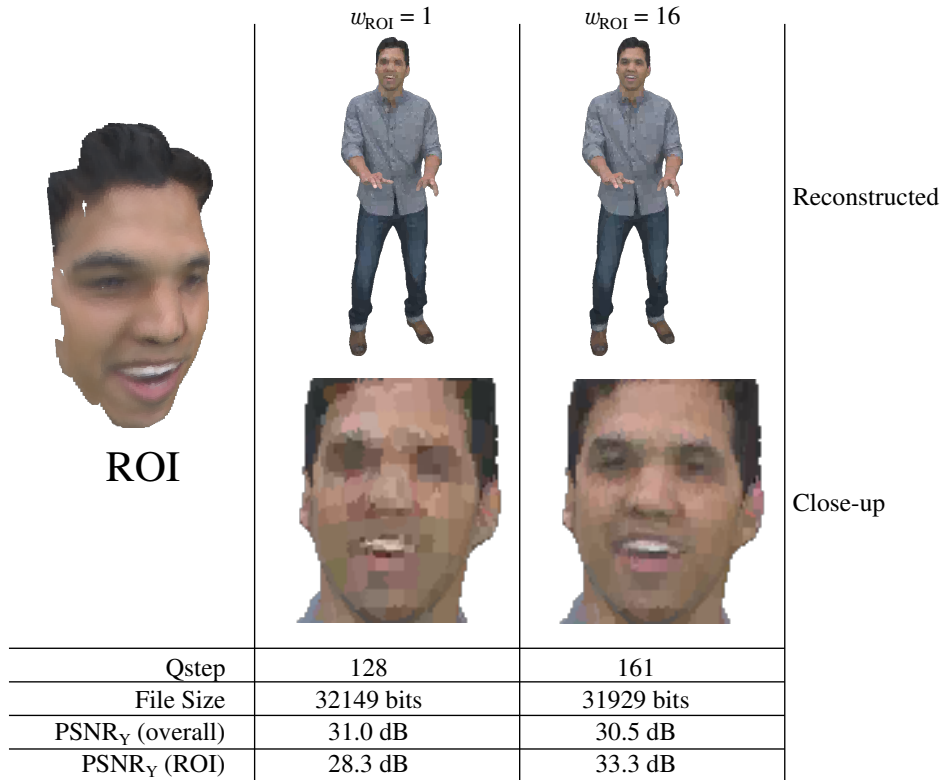 w_ROI = 1 w_ROI = 16
Reconstructed
ROI
Close-up
Qstep 128 161
File Size 32149 bits 31929 bits
PSNR_Y (overall) 31.0 dB 30.5 dB
PSNR_Y (ROI) 28.3 dB 33.3 dB